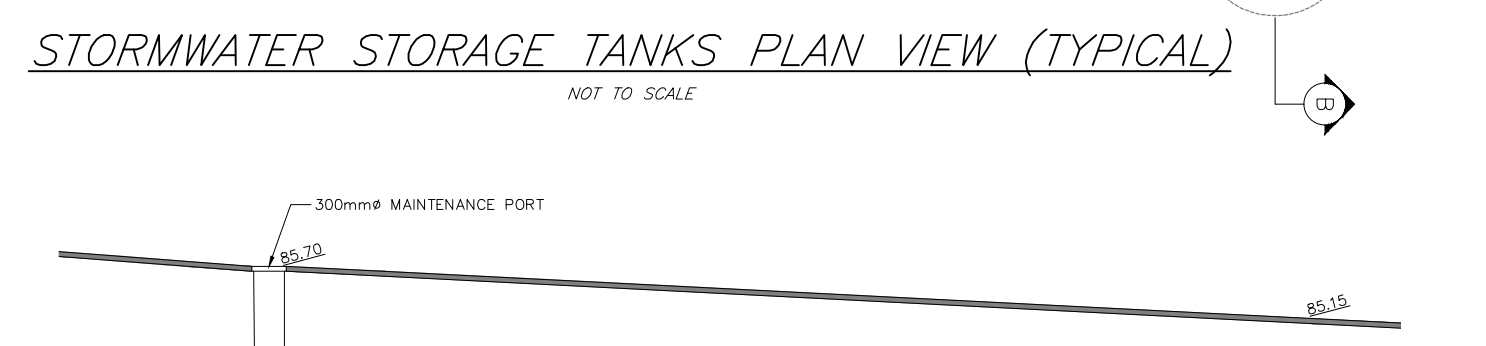 STORMWATER STORAGE TANKS PLAN VIEW (TYPICAL)
NOT TO SCALE
B
300mmø MAINTENANCE PORT
85.70
85.15